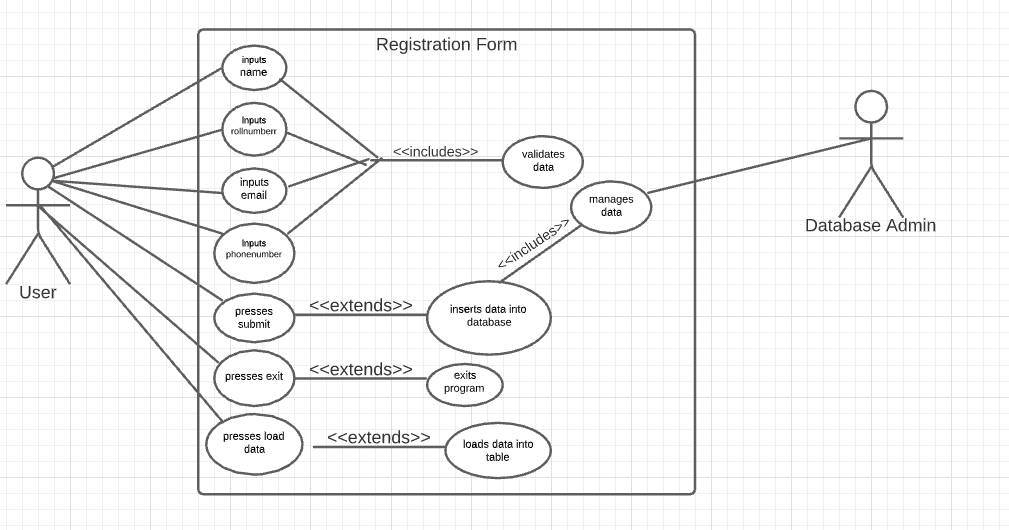 Registration Form
inputs
name
Inputs
rollnumberr
<<includes>>
validates
data
inputs
email
manages
data
Inputs
phonenumber
<<includes>>
Database Admin
User
presses
submit
<<extends>>
inserts data into
database
presses exit
<<extends>>
exits
program
presses load
data
<<extends>>
loads data into
table